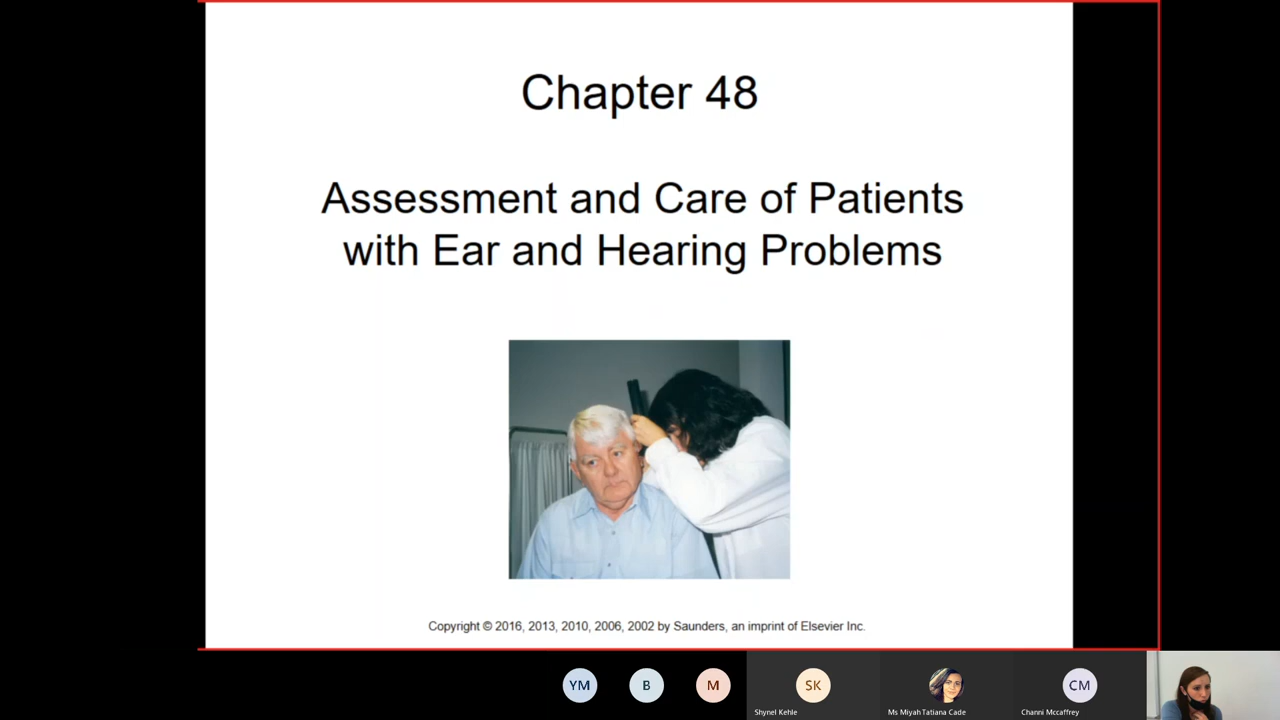 Chapter 48
Assessment and Care of Patients
with Ear and Hearing Problems
Copyright © 2016, 2013, 2010, 2006, 2002 by Saunders, an imprint of Elsevier Inc.
YM
B
M
SK
CM
Shynel Kehle
Ms Miyah Tatiana Cade
Channi Mccaffrey